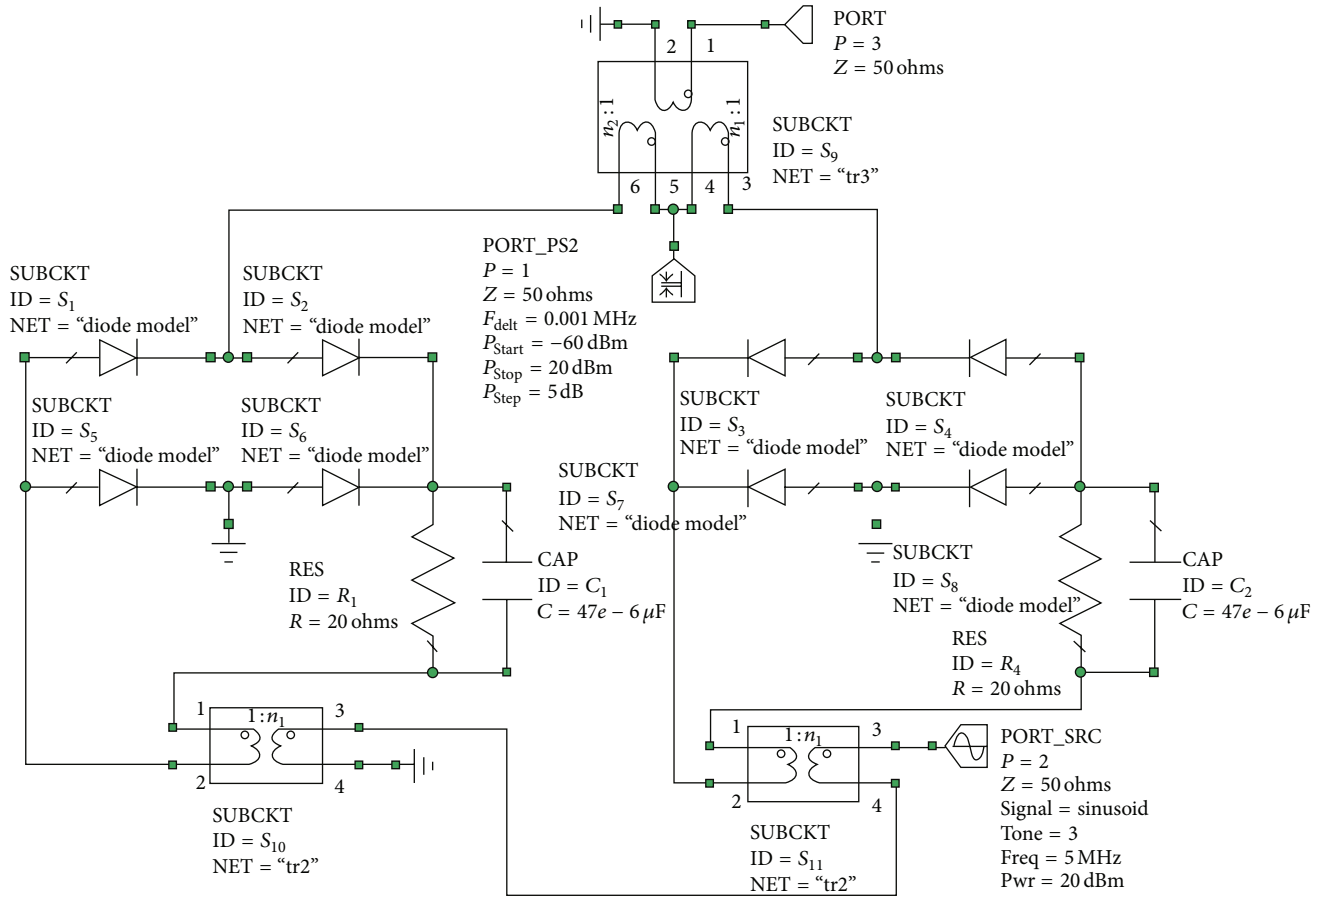 PORT
P = 3
Z = 50 ohms
2
1
n₂ : 1
n₁ : 1
6
5
4
3
SUBCKT
ID = S₉
NET = “tr3”
PORT_PS2
P = 1
Z = 50 ohms
F_delt = 0.001 MHz
P_Start = −60 dBm
P_Stop = 20 dBm
P_Step = 5 dB
SUBCKT
ID = S₁
NET = “diode model”
SUBCKT
ID = S₂
NET = “diode model”
SUBCKT
ID = S₅
NET = “diode model”
SUBCKT
ID = S₆
NET = “diode model”
SUBCKT
ID = S₃
NET = “diode model”
SUBCKT
ID = S₄
NET = “diode model”
SUBCKT
ID = S₇
NET = “diode model”
SUBCKT
ID = S₈
NET = “diode model”
RES
ID = R₁
R = 20 ohms
CAP
ID = C₁
C = 47e − 6 μF
CAP
ID = C₂
C = 47e − 6 μF
RES
ID = R₄
R = 20 ohms
1
1 : n₁
3
2
4
SUBCKT
ID = S₁₀
NET = “tr2”
1
1 : n₁
3
2
4
SUBCKT
ID = S₁₁
NET = “tr2”
PORT_SRC
P = 2
Z = 50 ohms
Signal = sinusoid
Tone = 3
Freq = 5 MHz
Pwr = 20 dBm